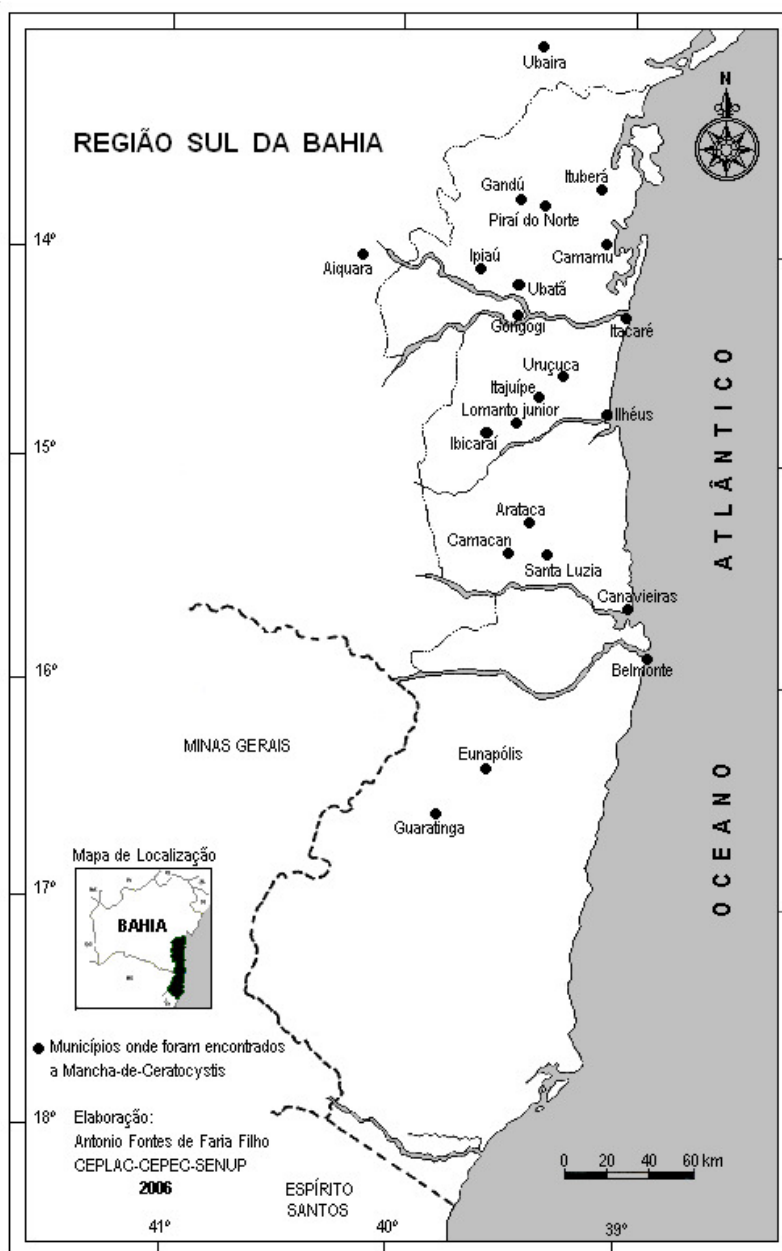 Ubaira
N
REGIÃO SUL DA BAHIA
Ituberá
Gandú
Piraí do Norte
14º
Camamu
Ipiaú
Aiquara
Ubatã
Gongogi
Itacaré
Uruçuca
Itajuípe
Lomanto junior
Ilhéus
Ibicaraí
15º
Arataca
Camacan
Santa Luzia
Canavieiras
Belmonte
16º
MINAS GERAIS
Eunapólis
Guaratinga
OCEANO ATLÂNTICO
Mapa de Localização
17º
BAHIA
Municípios onde foram encontrados
a Mancha-de-Ceratocystis
18º
Elaboração:
Antonio Fontes de Faria Filho
CEPLAC-CEPEC-SENUP
2006
ESPÍRITO
SANTOS
0 20 40 60 km
41º 40º 39º